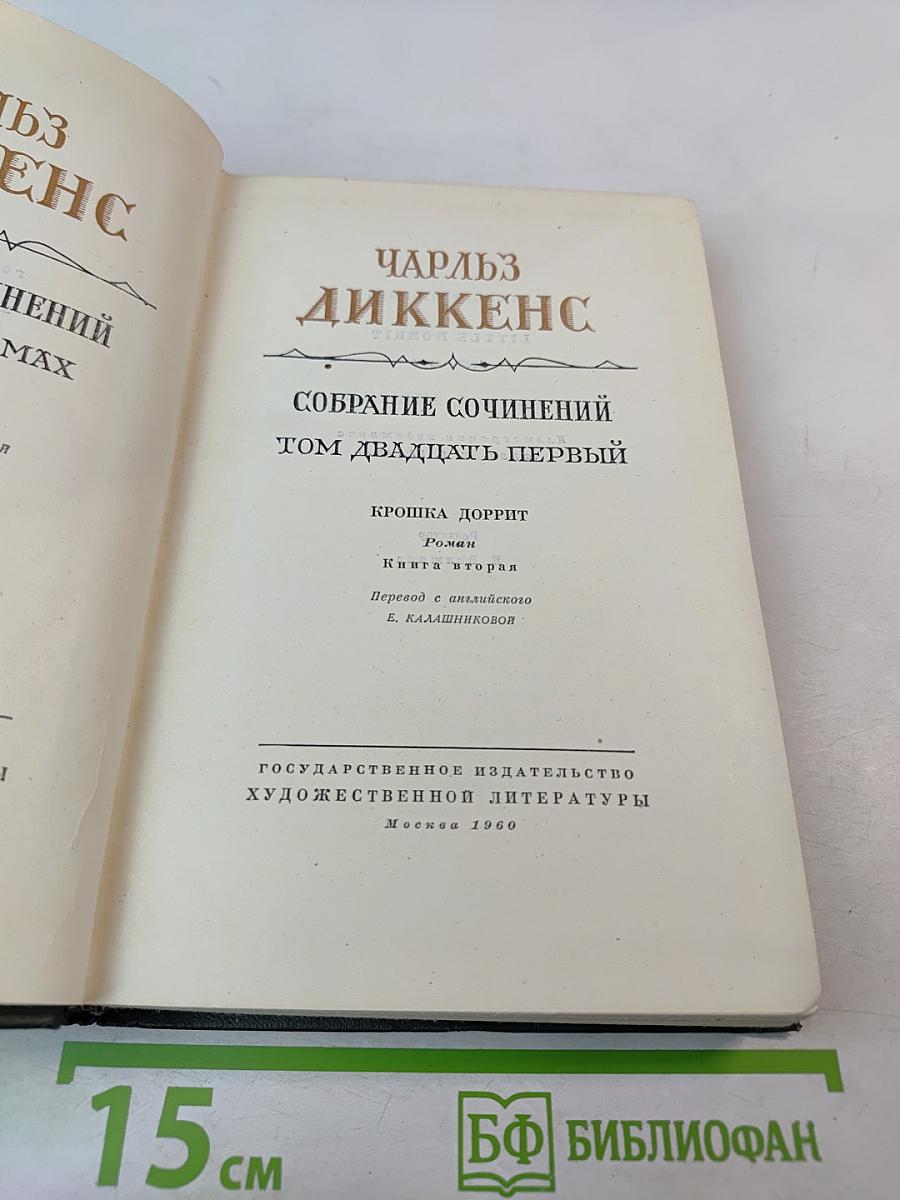 ЧАРЛЬЗ
ДИККЕНС
СОБРАНИЕ СОЧИНЕНИЙ
ТОМ ДВАДЦАТЬ ПЕРВЫЙ
КРОШКА ДОРРИТ
Роман
Книга вторая
Перевод с английского
Е. КАЛАШНИКОВОЙ
ГОСУДАРСТВЕННОЕ ИЗДАТЕЛЬСТВО
ХУДОЖЕСТВЕННОЙ ЛИТЕРАТУРЫ
Москва 1960
15 см
БФ БИБЛИОФАН